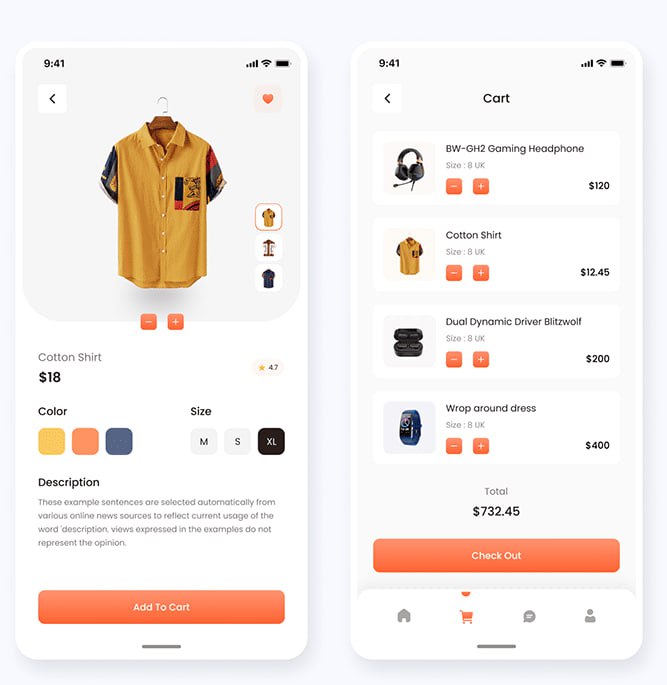 9:41
Cotton Shirt
$18
4.7
Color
Size
M
S
XL
Description
These example sentences are selected automatically from
various online news sources to reflect current usage of the
word 'description. views expressed in the examples do not
represent the opinion.
Add To Cart
9:41
Cart
BW-GH2 Gaming Headphone
Size : 8 UK
$120
Cotton Shirt
Size : 8 UK
$12.45
Dual Dynamic Driver Blitzwolf
Size : 8 UK
$200
Wrop around dress
Size : 8 UK
$400
Total
$732.45
Check Out